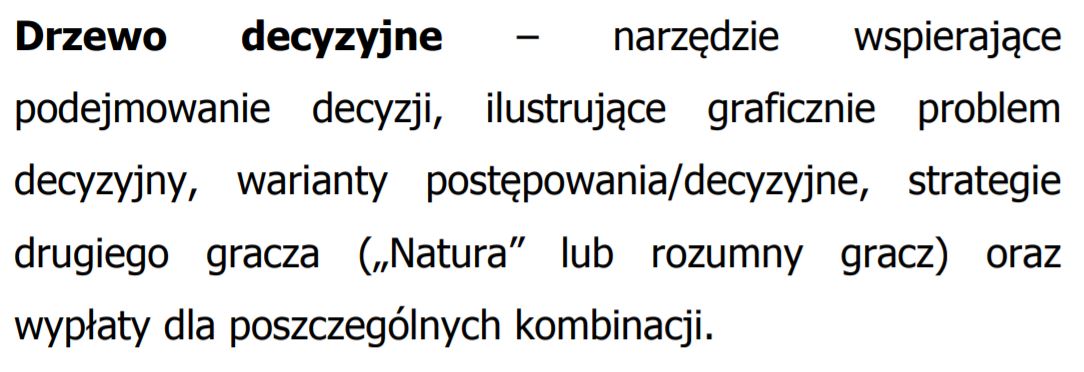 Drzewo decyzyjne – narzędzie wspierające
podejmowanie decyzji, ilustrujące graficznie problem
decyzyjny, warianty postępowania/decyzyjne, strategie
drugiego gracza („Natura” lub rozumny gracz) oraz
wypłaty dla poszczególnych kombinacji.